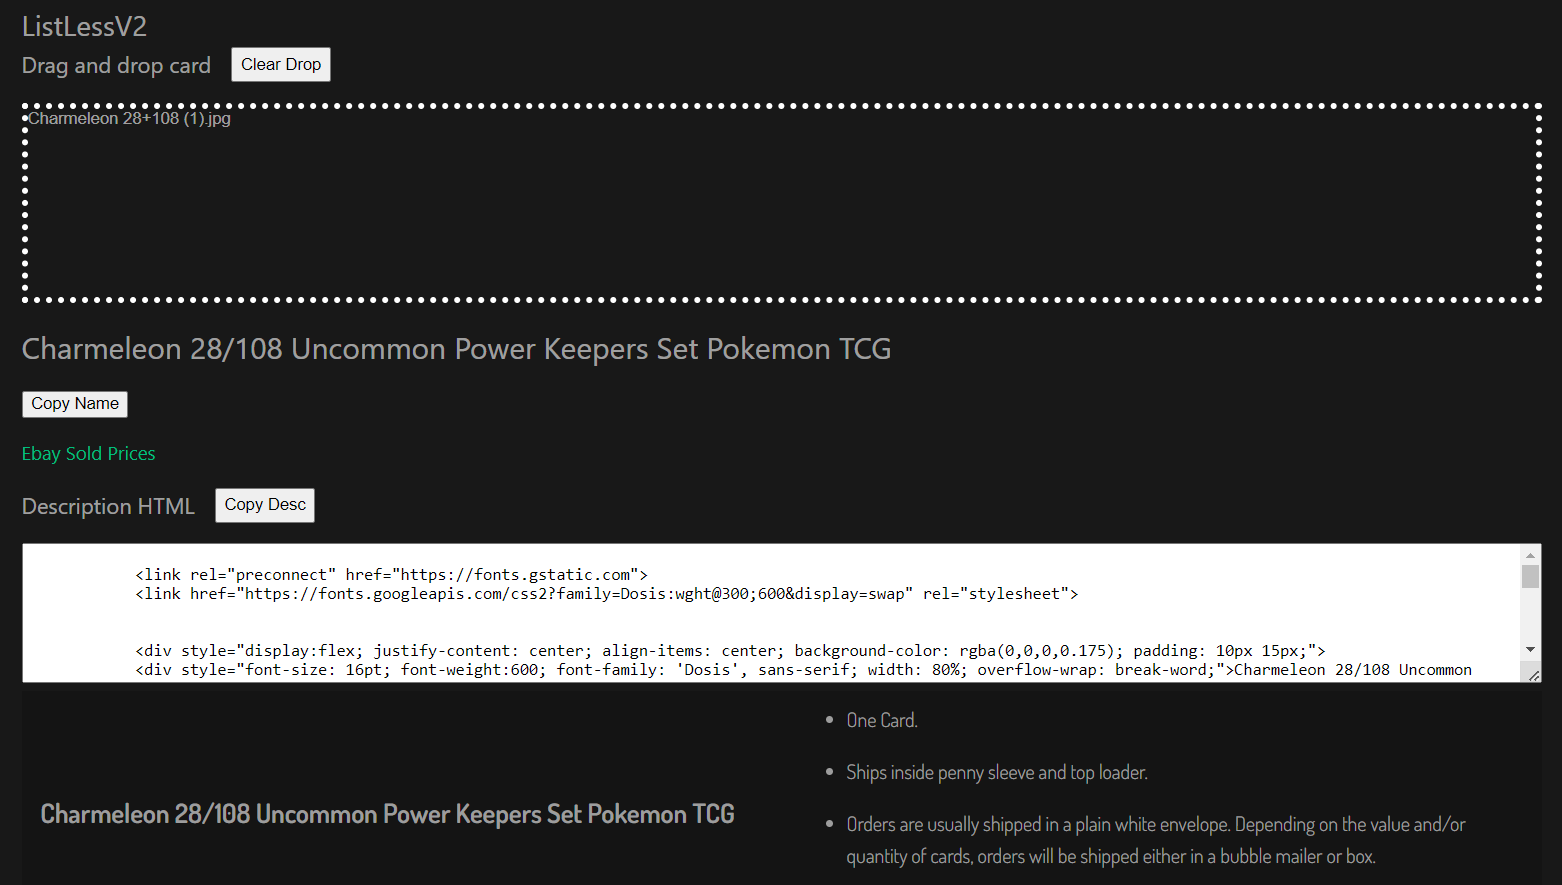 ListLessV2
Drag and drop card Clear Drop
Charmeleon 28+108 (1).jpg
Charmeleon 28/108 Uncommon Power Keepers Set Pokemon TCG
Copy Name
Ebay Sold Prices
Description HTML Copy Desc
<link rel="preconnect" href="https://fonts.gstatic.com">
<link href="https://fonts.googleapis.com/css2?family=Dosis:wght@300;600&display=swap" rel="stylesheet">
<div style="display:flex; justify-content: center; align-items: center; background-color: rgba(0,0,0,0.175); padding: 10px 15px;">
<div style="font-size: 16pt; font-weight:600; font-family: 'Dosis', sans-serif; width: 80%; overflow-wrap: break-word;">Charmeleon 28/108 Uncommon
Charmeleon 28/108 Uncommon Power Keepers Set Pokemon TCG
One Card.
Ships inside penny sleeve and top loader.
Orders are usually shipped in a plain white envelope. Depending on the value and/or
quantity of cards, orders will be shipped either in a bubble mailer or box.